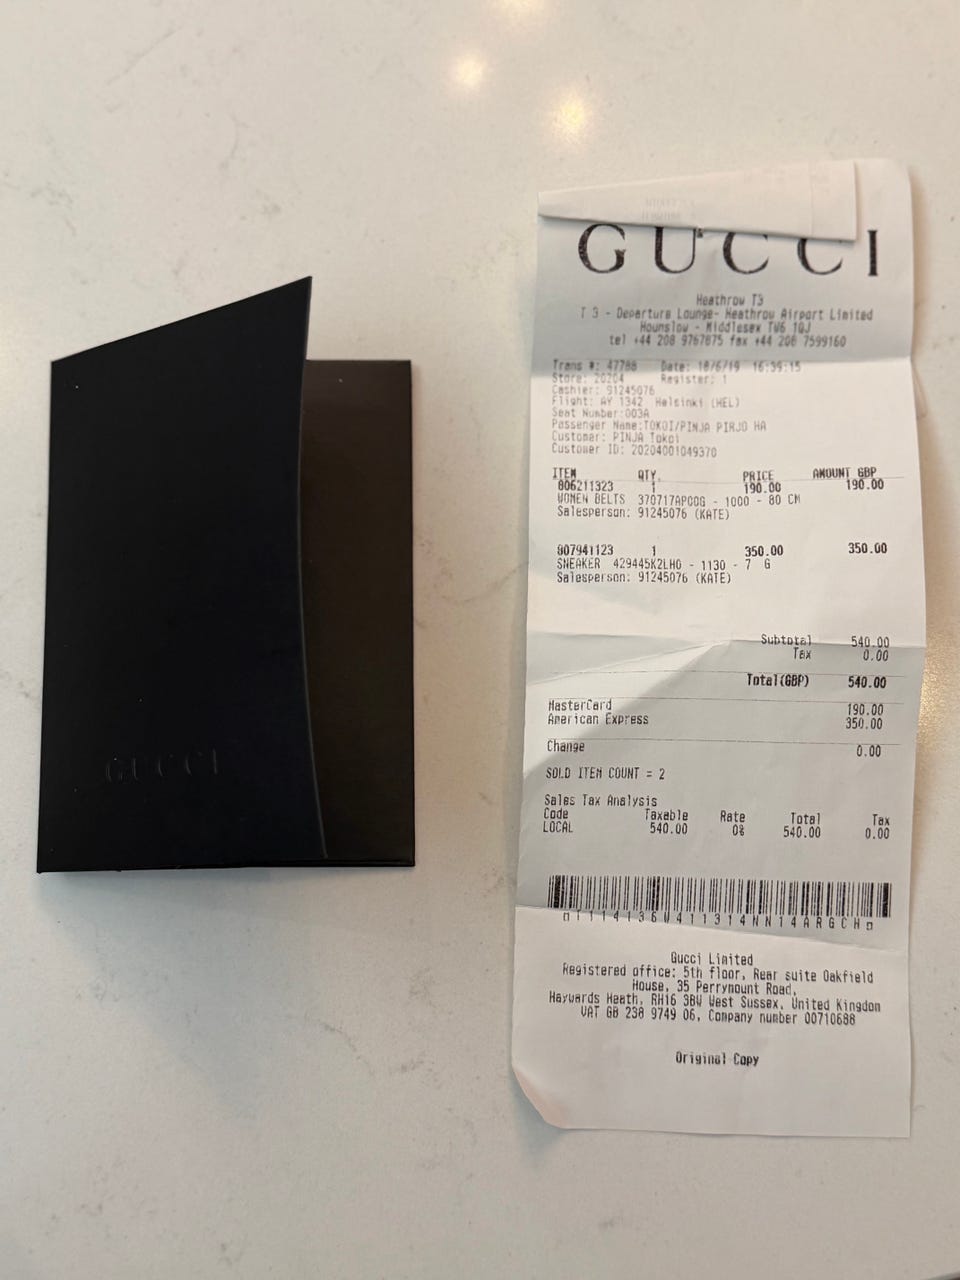 GUCCI
GUCCI
Heathrow T3
T 3 - Departure Lounge- Heathrow Airport Limited
Hounslow - Middlesex TW6 1QJ
tel +44 208 9767875 fax +44 208 7599160
Trans #: 47786 Date: 18/6/19 16:39:15
Store: 20204 Register: 1
Cashier: 91245076
Flight: AY 1342 Helsinki (HEL)
Seat Number:003A
Passenger Name:TOKOI/PINJA PIRJO HA
Customer: PINJA Tokoi
Customer ID: 20204001049370
ITEM QTY. PRICE AMOUNT GBP
806211323 1 190.00 190.00
WOMEN BELTS 370717AP00G - 1000 - 80 CM
Salesperson: 91245076 (KATE)
807941123 1 350.00 350.00
SNEAKER 429445K2LH0 - 1130 - 7 G
Salesperson: 91245076 (KATE)
Subtotal 540.00
Tax 0.00
Total(GBP) 540.00
MasterCard 190.00
American Express 350.00
Change 0.00
SOLD ITEM COUNT = 2
Sales Tax Analysis
Code Taxable Rate Total Tax
LOCAL 540.00 0% 540.00 0.00
Gucci Limited
Registered office: 5th floor, Rear suite Oakfield
House, 35 Perrymount Road,
Haywards Heath, RH16 3BW West Sussex, United Kingdom
VAT GB 238 9749 06, Company number 00710688
Original Copy